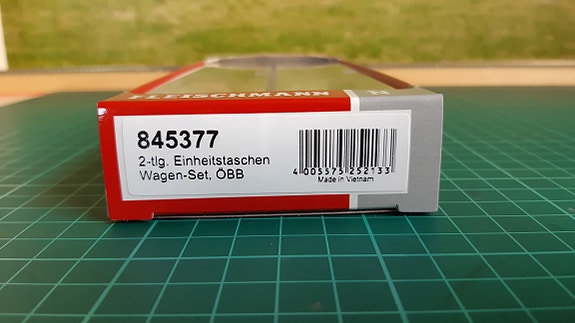 FLEISCHMANN N
845377
2-tlg. Einheitstaschen
Wagen-Set, ÖBB
4 005575 252133
Made in Vietnam